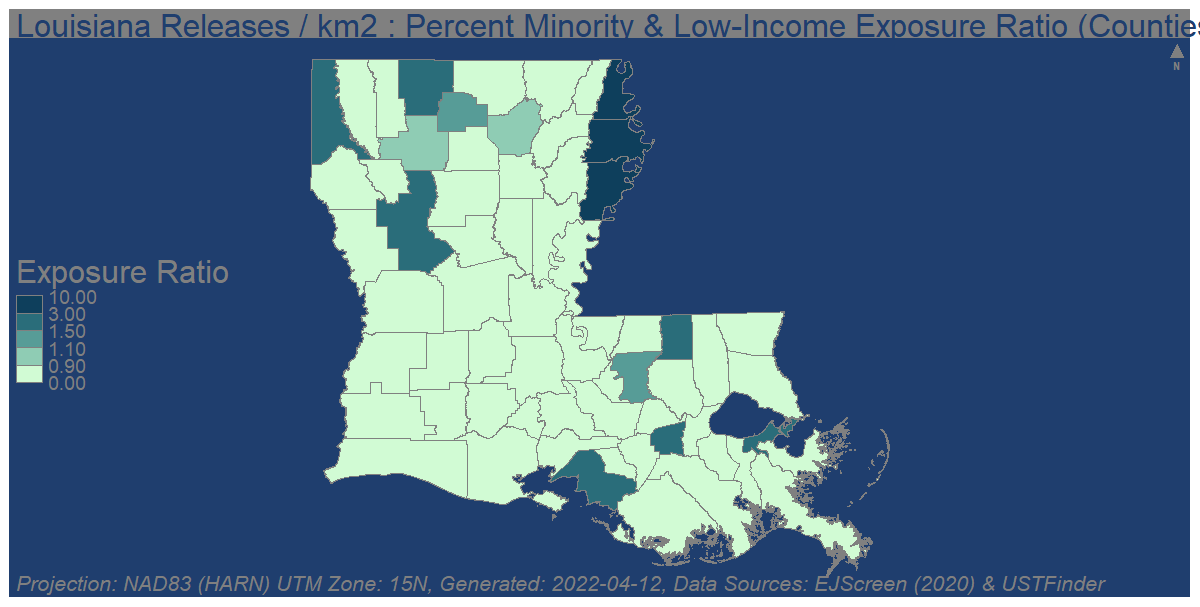 Louisiana Releases / km2 : Percent Minority & Low-Income Exposure Ratio (Counties
N
Exposure Ratio
10.00
3.00
1.50
1.10
0.90
0.00
Projection: NAD83 (HARN) UTM Zone: 15N, Generated: 2022-04-12, Data Sources: EJScreen (2020) & USTFinder